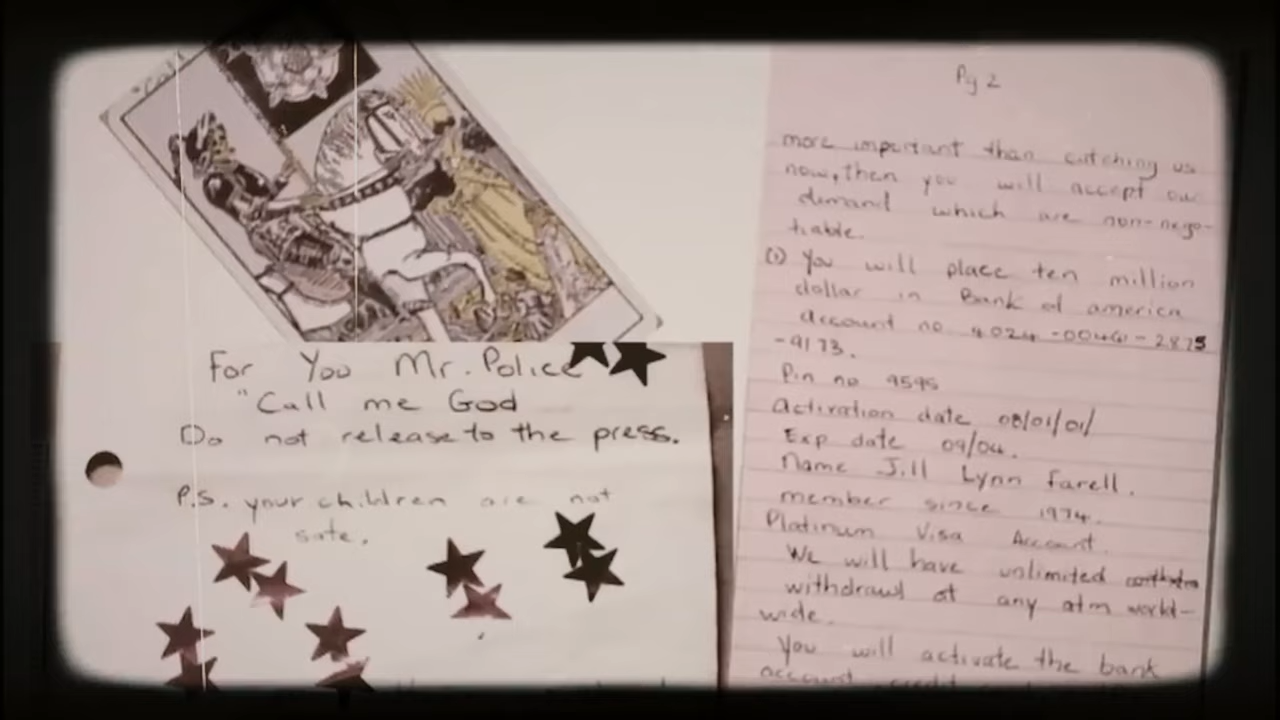 Call
For You Mr. Police
"Call me God
Do not release to the press.
P.S. your children are not
safe.
Pg 2
more important than catching us
now, then you will accept our
demand which are non-nego-
tiable.
(i) You will place ten million
dollar in Bank of america
account no 4024-0046-2875
-9173.
Pin no 9595
Activation date 08/01/01/
Exp date 09/04.
Name Jill Lynn Farell.
member since 1974.
Platinum Visa Account.
We will have unlimited
withdrawl at any atm world-
wide.
You will activate the bank
account credit